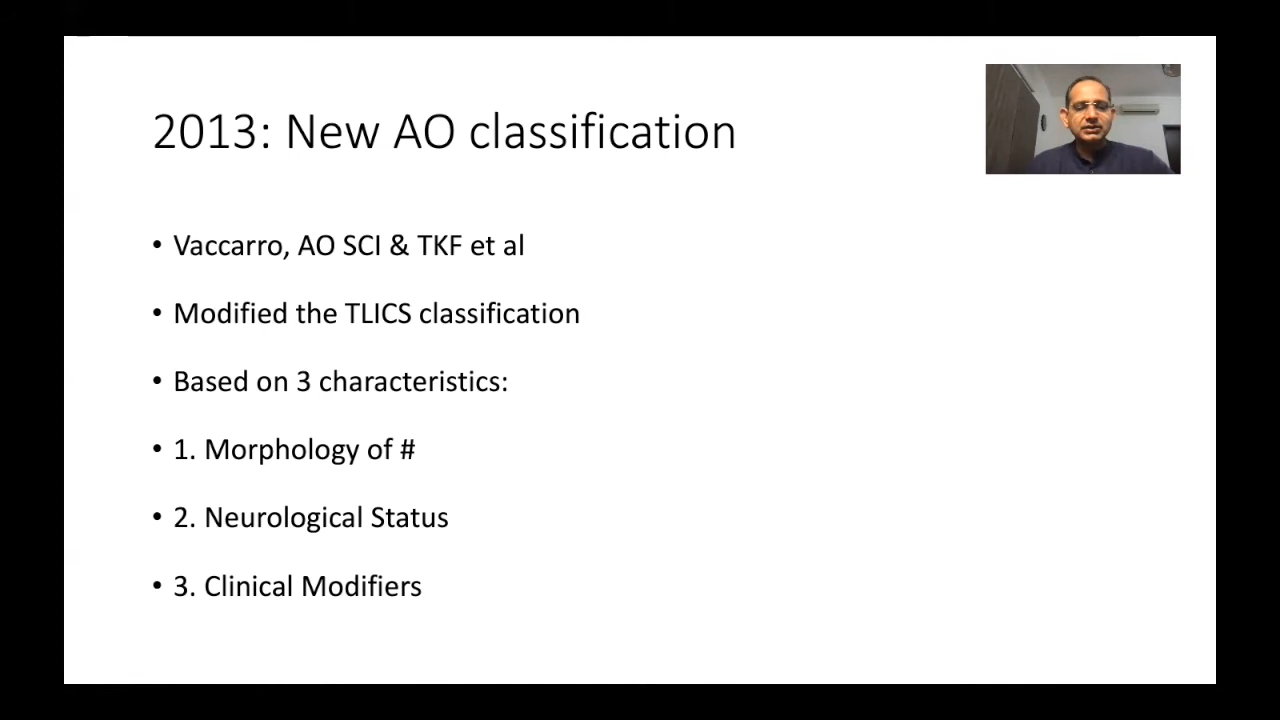 2013: New AO classification
• Vaccarro, AO SCI & TKF et al
• Modified the TLICS classification
• Based on 3 characteristics:
• 1. Morphology of #
• 2. Neurological Status
• 3. Clinical Modifiers